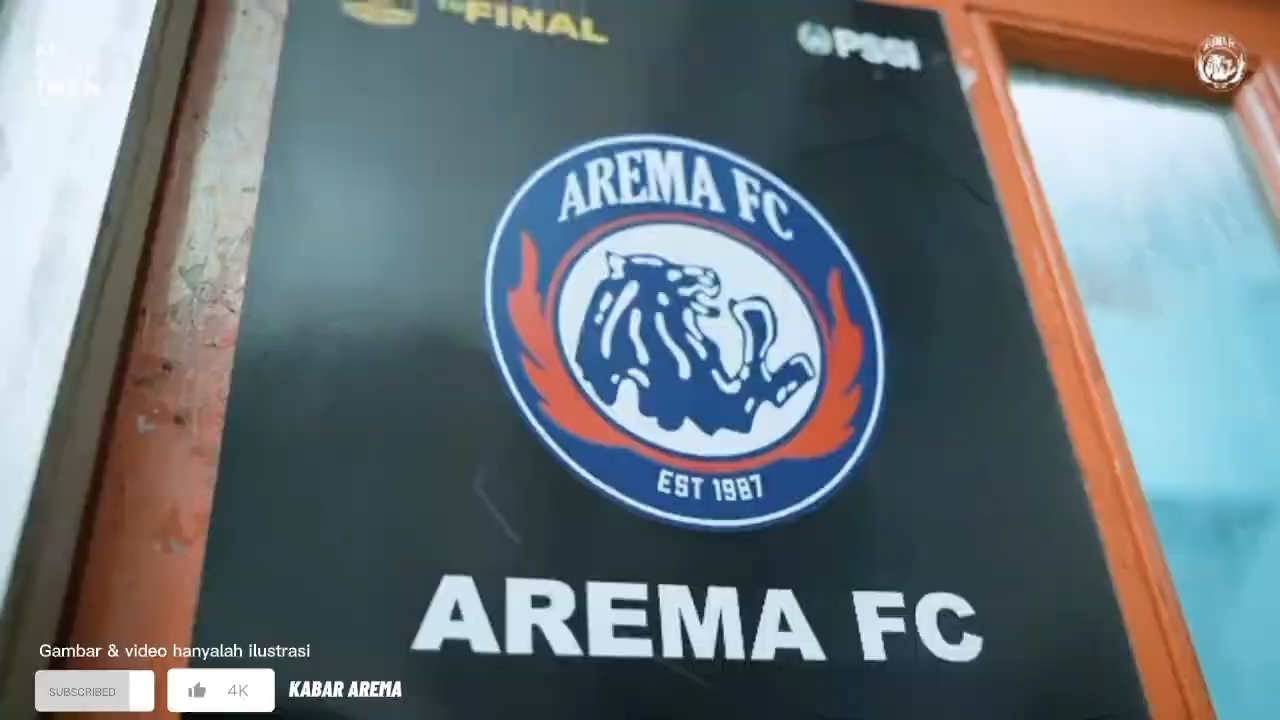 FINAL
PSSI
AREMA FC
EST 1987
AREMA FC
Gambar & video hanyalah ilustrasi
SUBSCRIBED
4K
KABAR AREMA